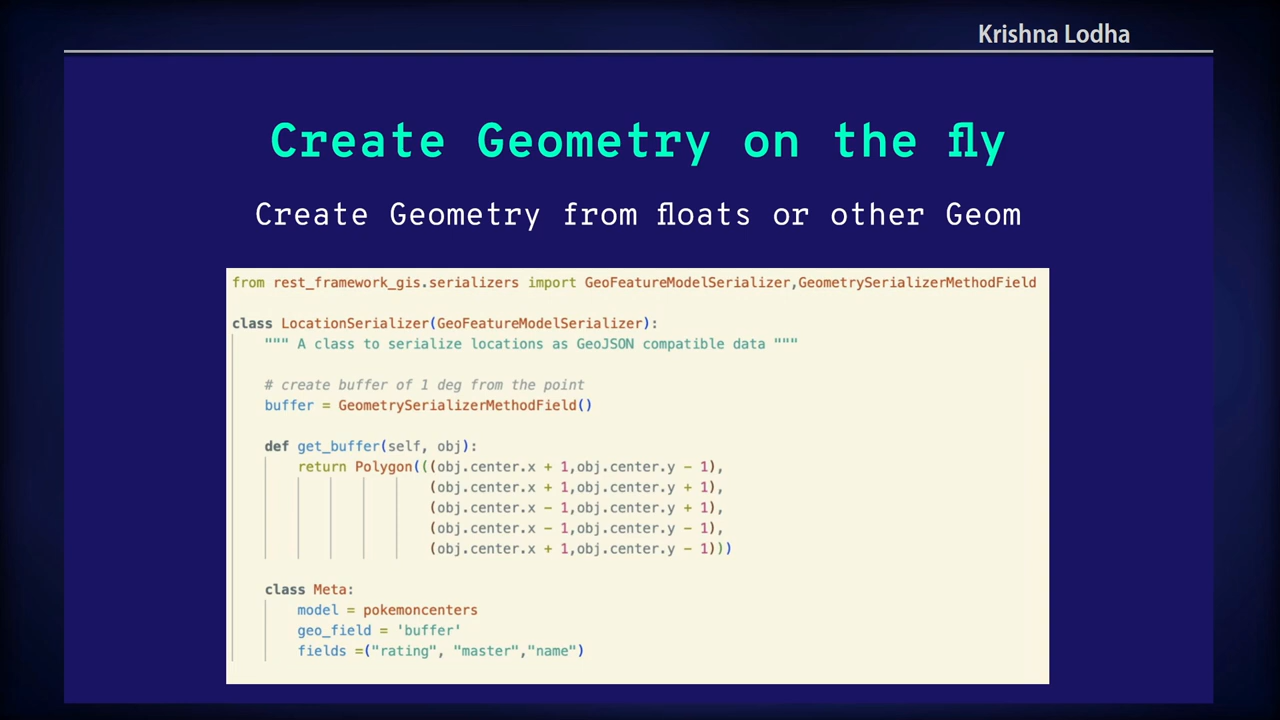 Krishna Lodha
Create Geometry on the fly
Create Geometry from floats or other Geom
from rest_framework_gis.serializers import GeoFeatureModelSerializer,GeometrySerializerMethodField
class LocationSerializer(GeoFeatureModelSerializer):
    """ A class to serialize locations as GeoJSON compatible data """
    # create buffer of 1 deg from the point
    buffer = GeometrySerializerMethodField()
    def get_buffer(self, obj):
        return Polygon(((obj.center.x + 1,obj.center.y - 1),
                        (obj.center.x + 1,obj.center.y + 1),
                        (obj.center.x - 1,obj.center.y + 1),
                        (obj.center.x - 1,obj.center.y - 1),
                        (obj.center.x + 1,obj.center.y - 1)))
    class Meta:
        model = pokemoncenters
        geo_field = 'buffer'
        fields =("rating", "master","name")